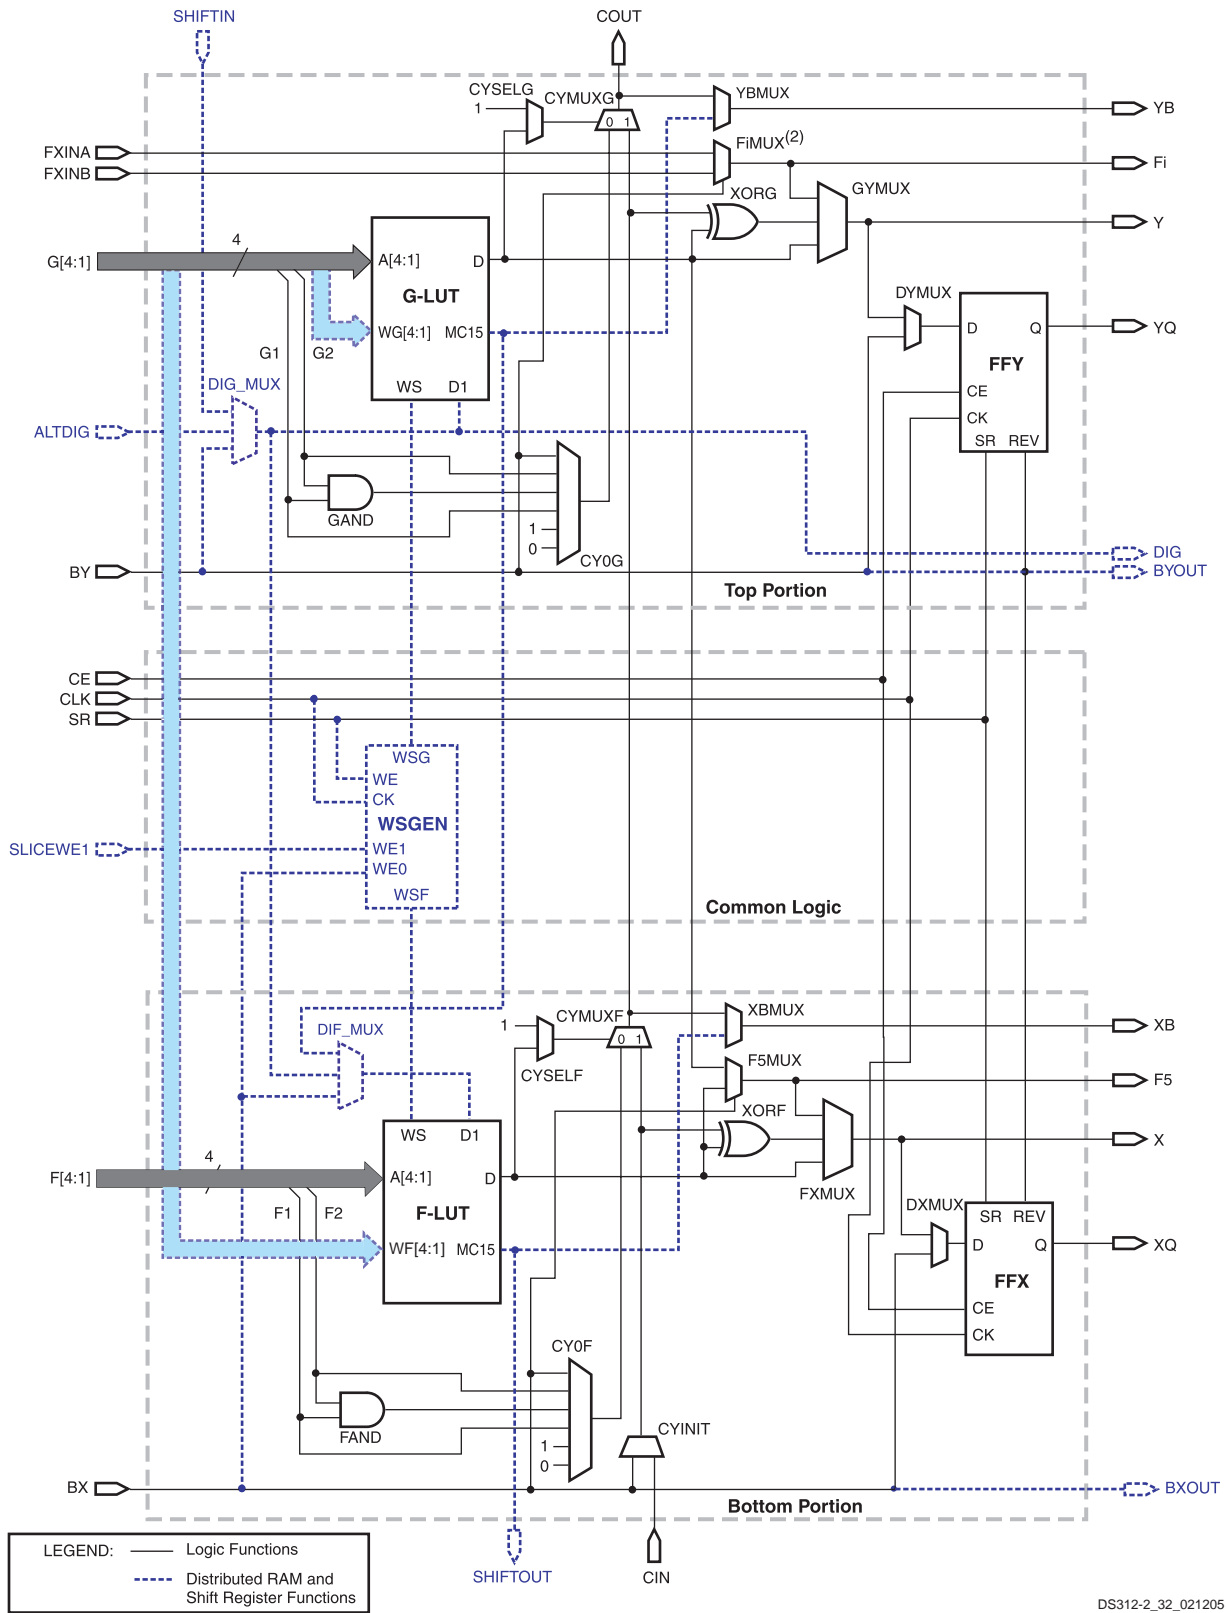 SHIFTIN
COUT
CYSELG
1
CYMUXG
0 1
YBMUX
YB
FXINA
FXINB
FiMUX(2)
Fi
XORG
GYMUX
Y
G[4:1]
4
A[4:1]
D
G-LUT
WG[4:1]
MC15
WS
D1
G1
G2
DYMUX
D
Q
FFY
CE
CK
SR
REV
YQ
DIG_MUX
ALTDIG
GAND
1
0
CY0G
DIG
BY
BYOUT
Top Portion
CE
CLK
SR
WSG
WE
CK
WSGEN
SLICEWE1
WE1
WE0
WSF
Common Logic
DIF_MUX
1
CYMUXF
0 1
CYSELF
XBMUX
XB
F5MUX
F5
XORF
X
FXMUX
F[4:1]
4
WS
D1
A[4:1]
D
F-LUT
WF[4:1]
MC15
F1
F2
DXMUX
SR
REV
D
Q
FFX
CE
CK
XQ
CY0F
FAND
1
0
CYINIT
BX
BXOUT
Bottom Portion
SHIFTOUT
CIN
LEGEND:
Logic Functions
Distributed RAM and
Shift Register Functions
DS312-2_32_021205